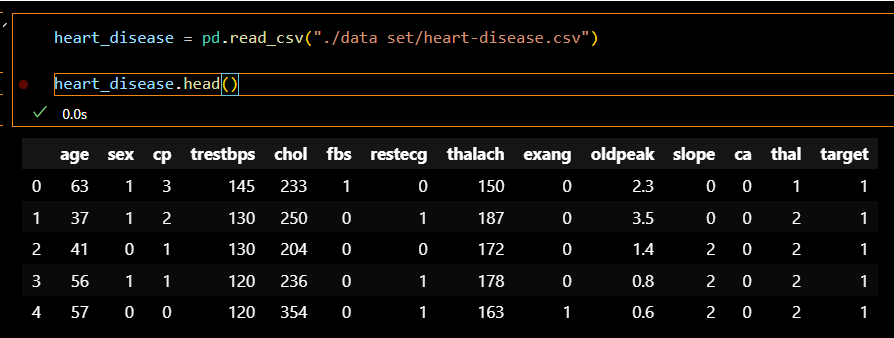 heart_disease = pd.read_csv("./data set/heart-disease.csv")
heart_disease.head()
0.0s
age sex cp trestbps chol fbs restecg thalach exang oldpeak slope ca thal target
0 63 1 3 145 233 1 0 150 0 2.3 0 0 1 1
1 37 1 2 130 250 0 1 187 0 3.5 0 0 2 1
2 41 0 1 130 204 0 0 172 0 1.4 2 0 2 1
3 56 1 1 120 236 0 1 178 0 0.8 2 0 2 1
4 57 0 0 120 354 0 1 163 1 0.6 2 0 2 1